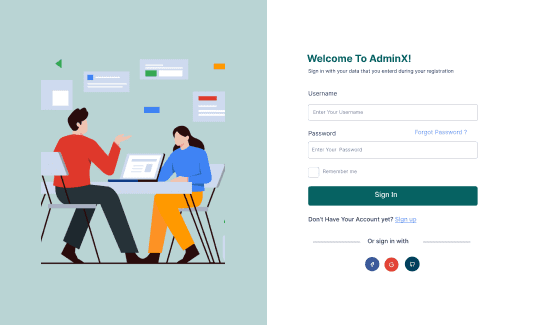 Welcome To AdminX!
Sign in with your data that you enterd during your registration
Username
Enter Your Username
Password
Forgot Password ?
Enter Your Password
Remember me
Sign In
Don't Have Your Account yet? Sign up
Or sign in with